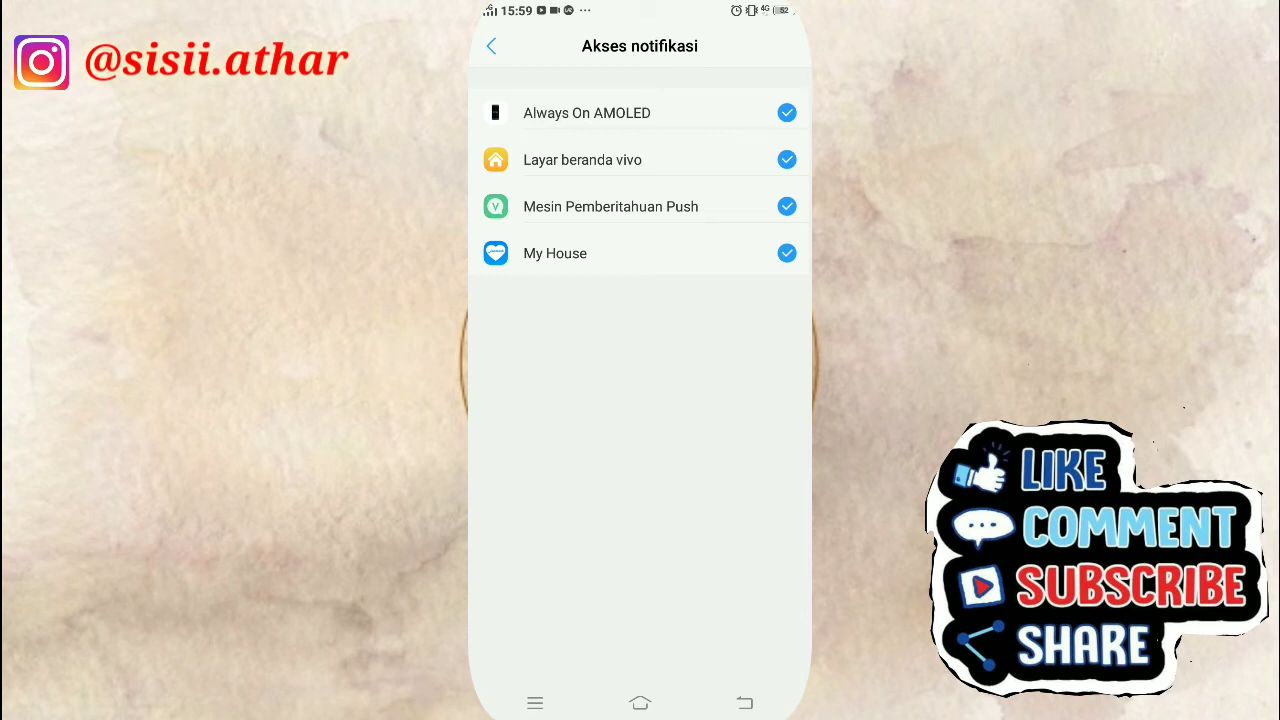 @sisii.athar
15:59
Akses notifikasi
Always On AMOLED
Layar beranda vivo
Mesin Pemberitahuan Push
My House
LIKE
COMMENT
SUBSCRIBE
SHARE